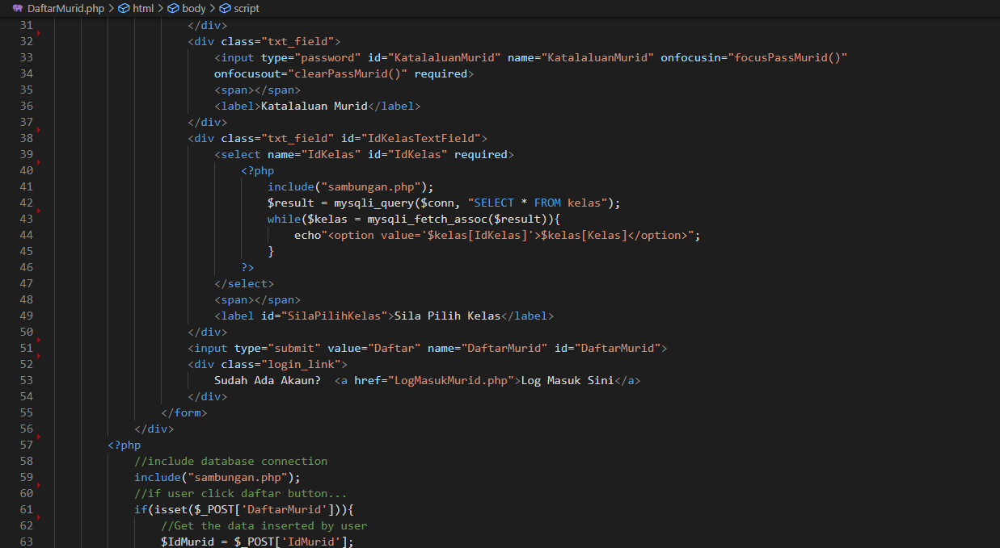 DaftarMurid.php > html > body > script
31 </div>
32 <div class="txt_field">
33 <input type="password" id="KatalaluanMurid" name="KatalaluanMurid" onfocusin="focusPassMurid()"
34 onfocusout="clearPassMurid()" required>
35 <span></span>
36 <label>Katalaluan Murid</label>
37 </div>
38 <div class="txt_field" id="IdKelasTextField">
39 <select name="IdKelas" id="IdKelas" required>
40 <?php
41 include("sambungan.php");
42 $result = mysqli_query($conn, "SELECT * FROM kelas");
43 while($kelas = mysqli_fetch_assoc($result)){
44 echo"<option value='$kelas[IdKelas]'>$kelas[Kelas]</option>";
45 }
46 ?>
47 </select>
48 <span></span>
49 <label id="SilaPilihKelas">Sila Pilih Kelas</label>
50 </div>
51 <input type="submit" value="Daftar" name="DaftarMurid" id="DaftarMurid">
52 <div class="login_link">
53 Sudah Ada Akaun?  <a href="LogMasukMurid.php">Log Masuk Sini</a>
54 </div>
55 </form>
56 </div>
57 <?php
58 //include database connection
59 include("sambungan.php");
60 //if user click daftar button...
61 if(isset($_POST['DaftarMurid'])){
62 //Get the data inserted by user
63 $IdMurid = $_POST['IdMurid'];